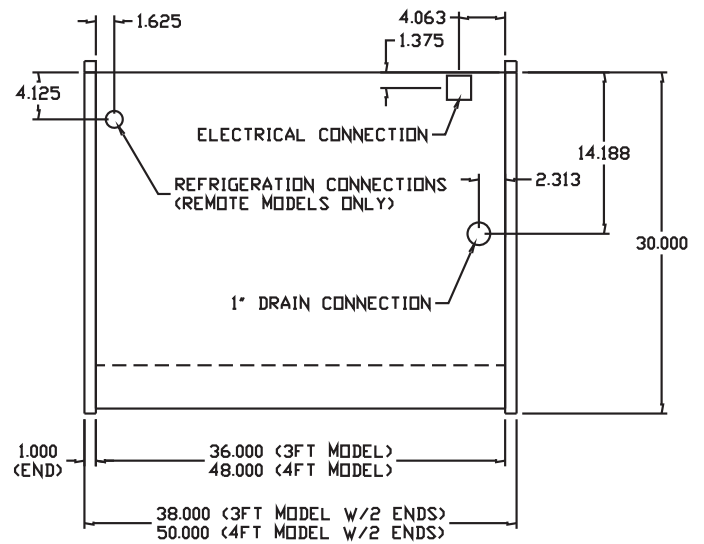 1.625
4.063
1.375
4.125
ELECTRICAL CONNECTION
14.188
REFRIGERATION CONNECTIONS
(REMOTE MODELS ONLY)
2.313
30.000
1" DRAIN CONNECTION
1.000
(END)
36.000 (3FT MODEL)
48.000 (4FT MODEL)
38.000 (3FT MODEL W/2 ENDS)
50.000 (4FT MODEL W/2 ENDS)